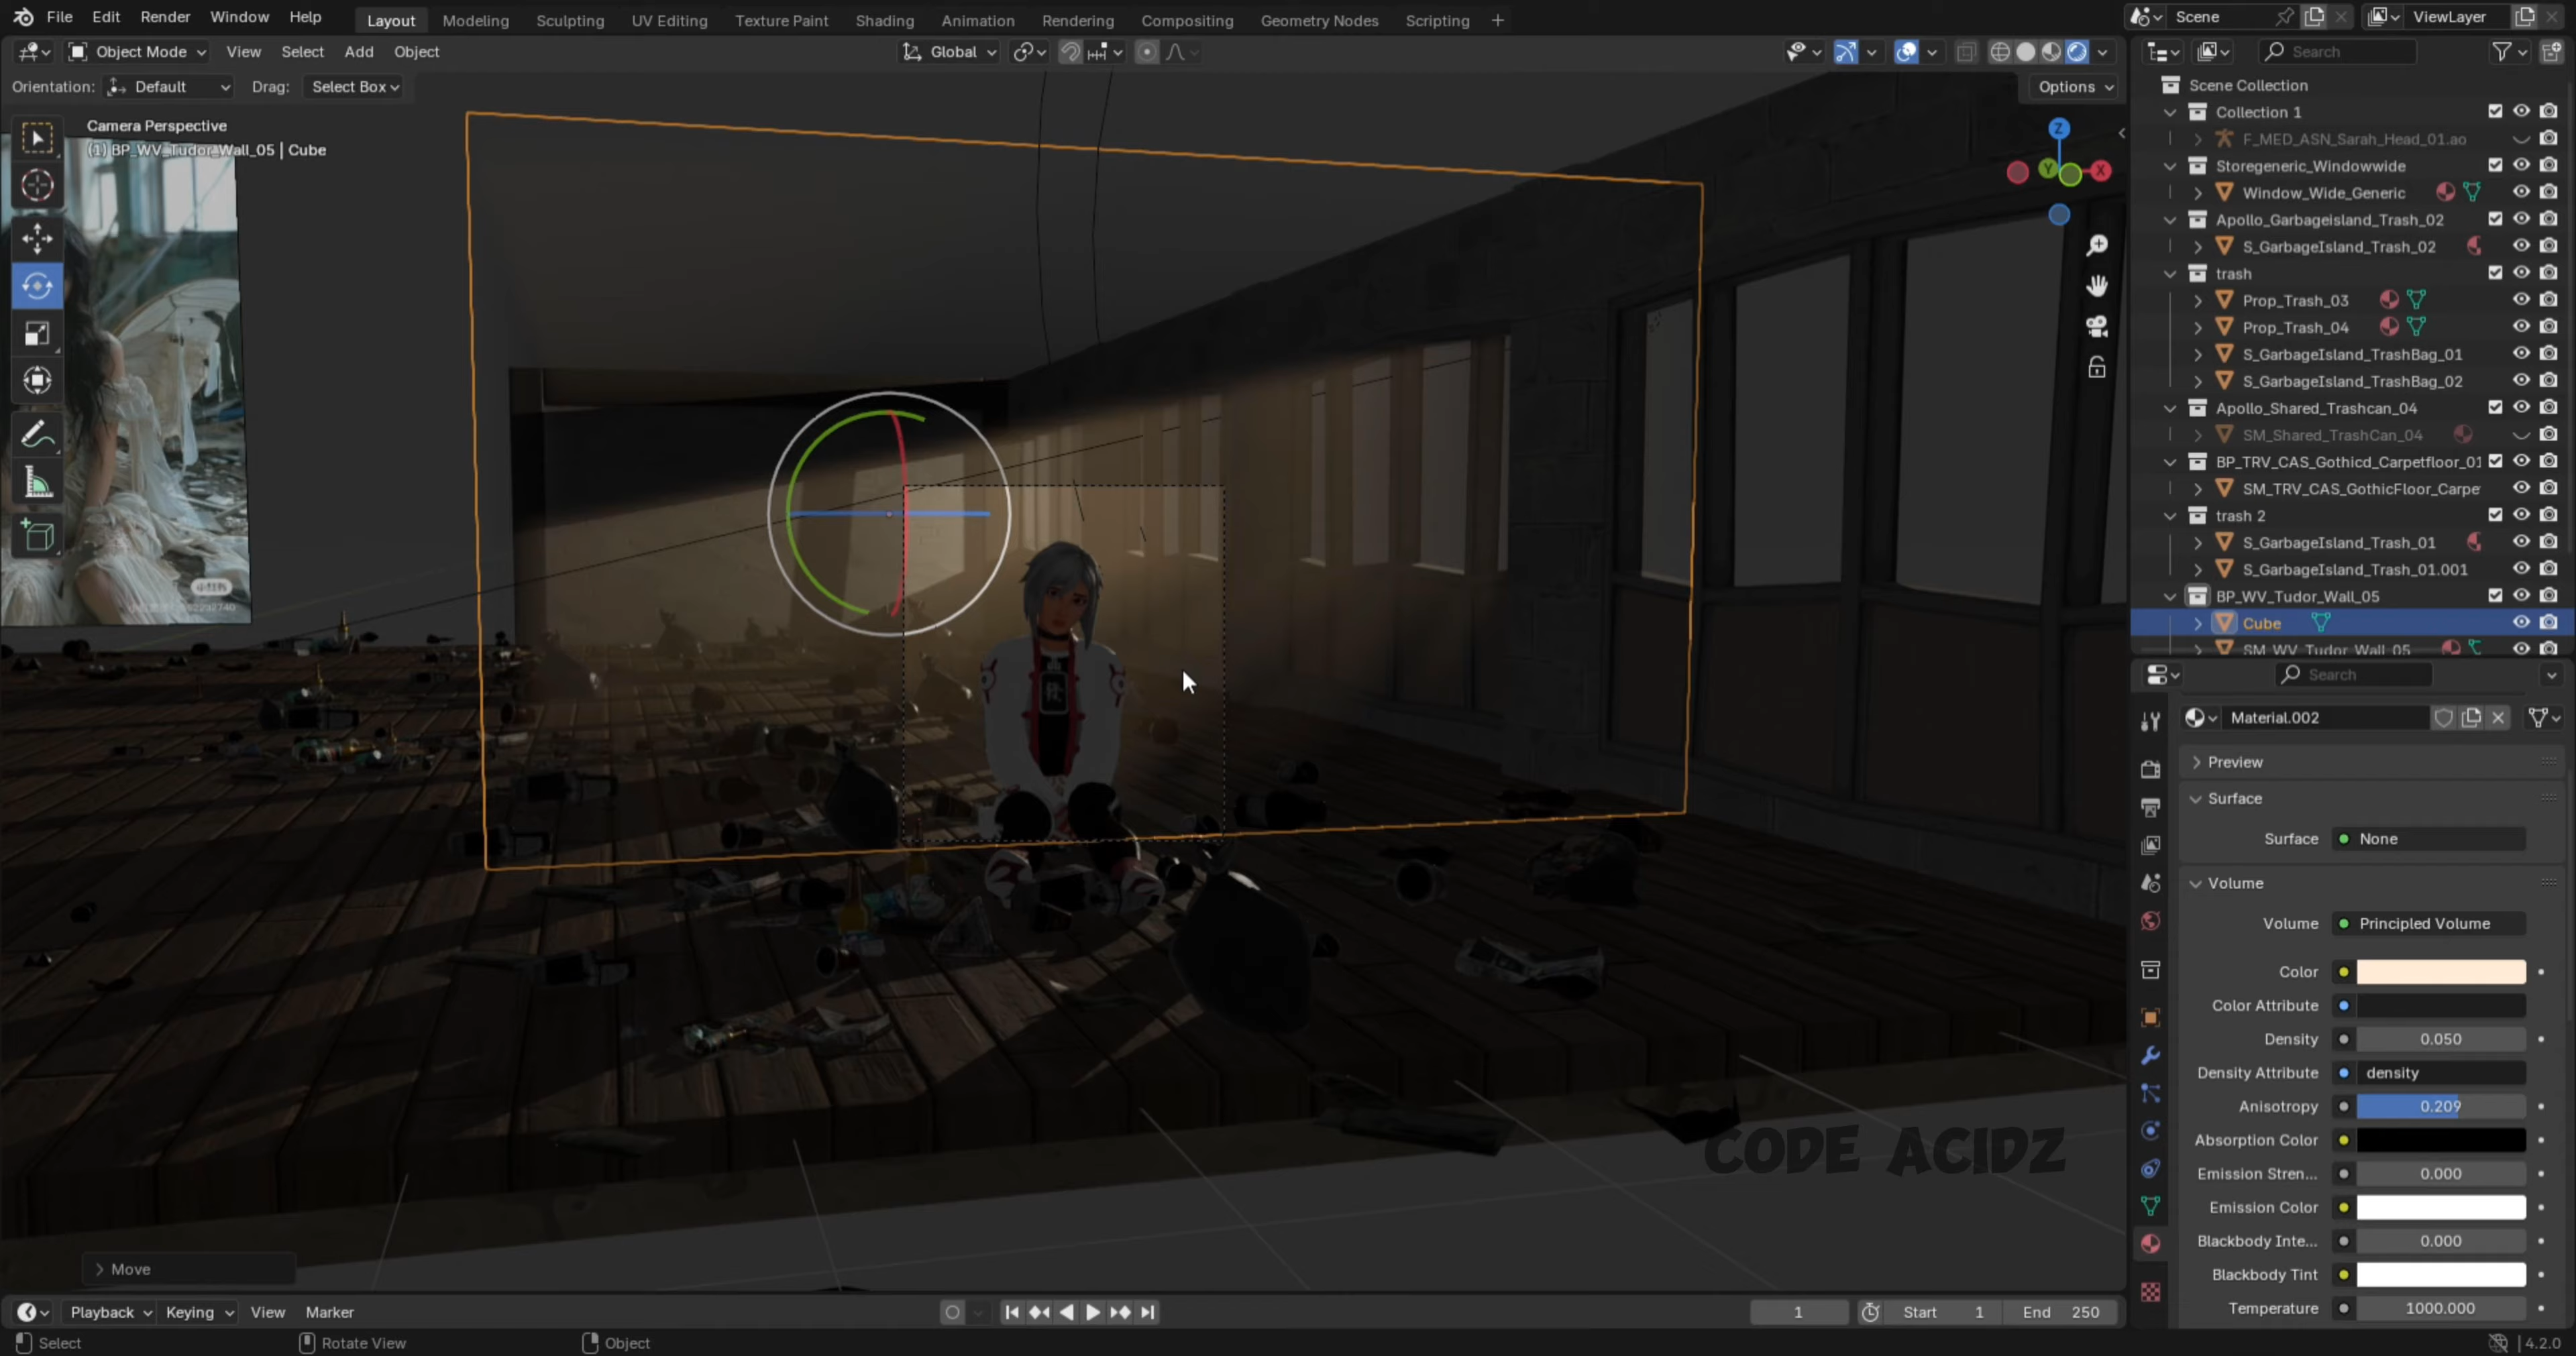 File Edit Render Window Help Layout Modeling Sculpting UV Editing Texture Paint Shading Animation Rendering Compositing Geometry Nodes Scripting + Scene ViewLayer
Object Mode View Select Add Object Global Search
Orientation: Default Drag: Select Box Options
Camera Perspective
(1) BP_WV_Tudor_Wall_05 | Cube
Z
Y
X
Scene Collection
Collection 1
F_MED_ASN_Sarah_Head_01.ao
Storegeneric_Windowwide
Window_Wide_Generic
Apollo_Garbageisland_Trash_02
S_GarbageIsland_Trash_02
trash
Prop_Trash_03
Prop_Trash_04
S_GarbageIsland_TrashBag_01
S_GarbageIsland_TrashBag_02
Apollo_Shared_Trashcan_04
SM_Shared_TrashCan_04
BP_TRV_CAS_Gothicd_Carpetfloor_01
SM_TRV_CAS_GothicFloor_Carpe
trash 2
S_GarbageIsland_Trash_01
S_GarbageIsland_Trash_01.001
BP_WV_Tudor_Wall_05
Cube
SM_WV_Tudor_Wall_05
Search
Material.002
Preview
Surface
Surface None
Volume
Volume Principled Volume
Color
Color Attribute
Density 0.050
Density Attribute density
Anisotropy 0.209
Absorption Color
Emission Stren... 0.000
Emission Color
Blackbody Inte... 0.000
Blackbody Tint
Temperature 1000.000
CODE ACIDZ
Move
Playback Keying View Marker 1 Start 1 End 250
Select Rotate View Object 4.2.0